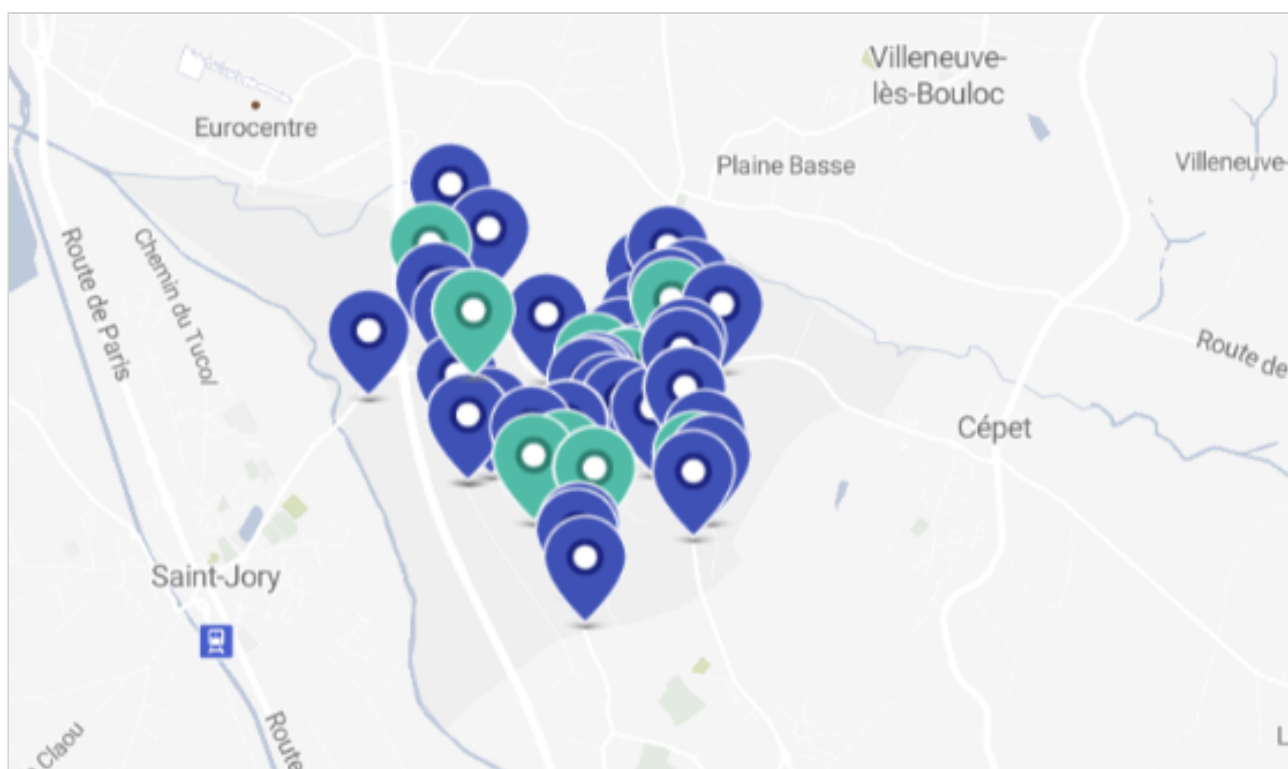 Villeneuve-
lès-Bouloc
Eurocentre
Plaine Basse
Villeneuve-
Route de Paris
Chemin du Tucol
Route de
Cépet
Saint-Jory
Route
Claou
L